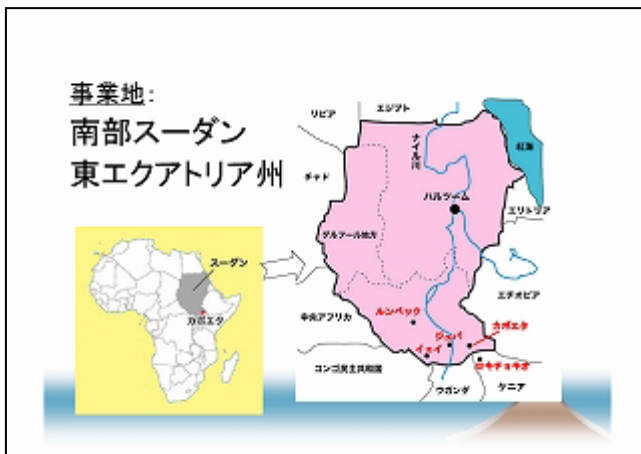 事業地：
南部スーダン
東エクアトリア州
スーダン
カポエタ
リビア
エジプト
ナイル川
紅海
チャド
ハルツーム
エリトリア
ダルフール地方
エチオピア
中央アフリカ
ルンベック
ジュバ
カポエタ
イェイ
ロキチョキオ
コンゴ民主共和国
ウガンダ
ケニア